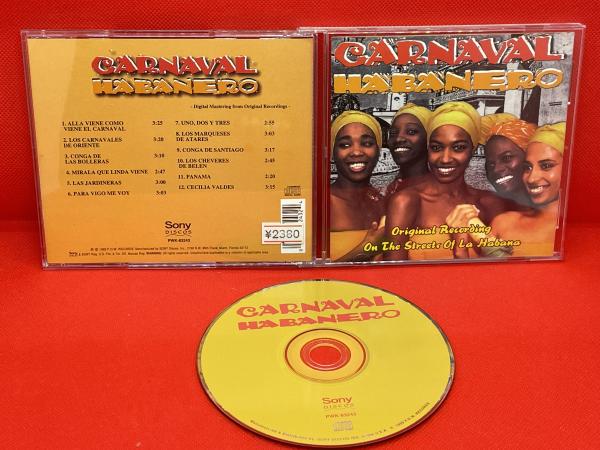 CARNAVAL
HABANERO
- Digital Mastering from Original Recordings -
1. ALLA VIENE COMO 3:25
VIENE EL CARNAVAL
2. LOS CARNAVALES 3:20
DE ORIENTE
3. CONGA DE 3:10
LAS BOLLERAS
4. MIRALA QUE LINDA VIENE 2:47
5. LAS JARDINERAS 3:00
6. PARA VIGO ME VOY 3:03
7. UNO, DOS Y TRES 2:55
8. LOS MARQUESES 3:03
DE ATARES
9. CONGA DE SANTIAGO 3:17
10. LOS CHEVERES 2:45
DE BELEN
11. PANAMA 2:20
12. CECILIA VALDES 3:15
Sony
DISCOS
PWK-83243
¥2380
CARNAVAL
HABANERO
Original Recording
On The Streets Of La Habana
CARNAVAL
HABANERO
Sony
DISCOS
PWK-83243